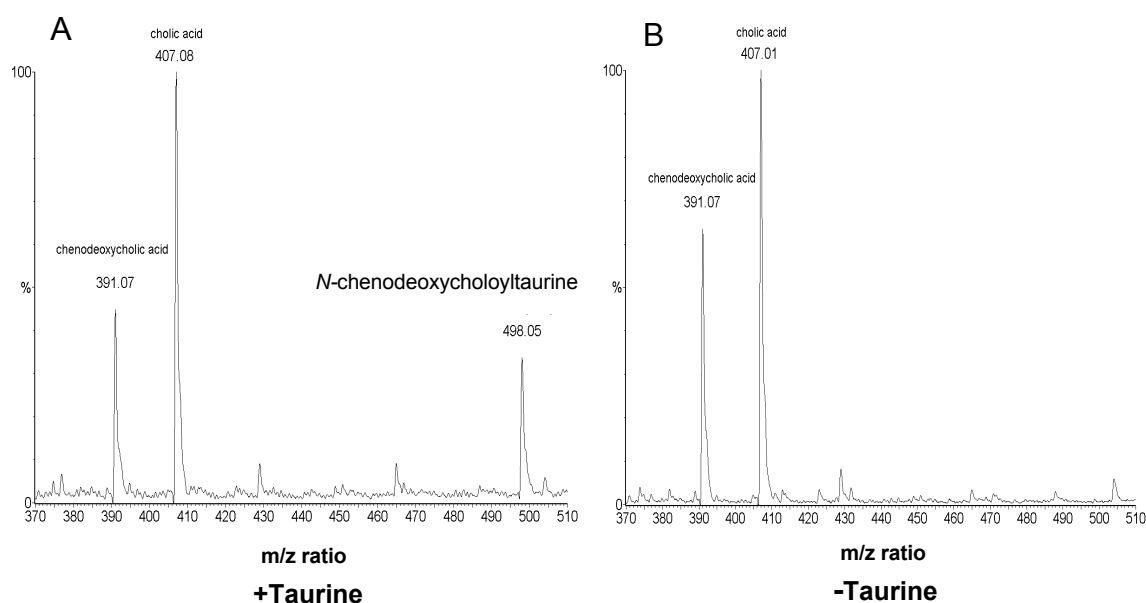 A
cholic acid
407.08
100
chenodeoxycholic acid
391.07
N-chenodeoxycholoyltaurine
%
498.05
0
370 380 390 400 410 420 430 440 450 460 470 480 490 500 510
m/z ratio
+Taurine
B
cholic acid
407.01
100
chenodeoxycholic acid
391.07
%
0
370 380 390 400 410 420 430 440 450 460 470 480 490 500 510
m/z ratio
-Taurine